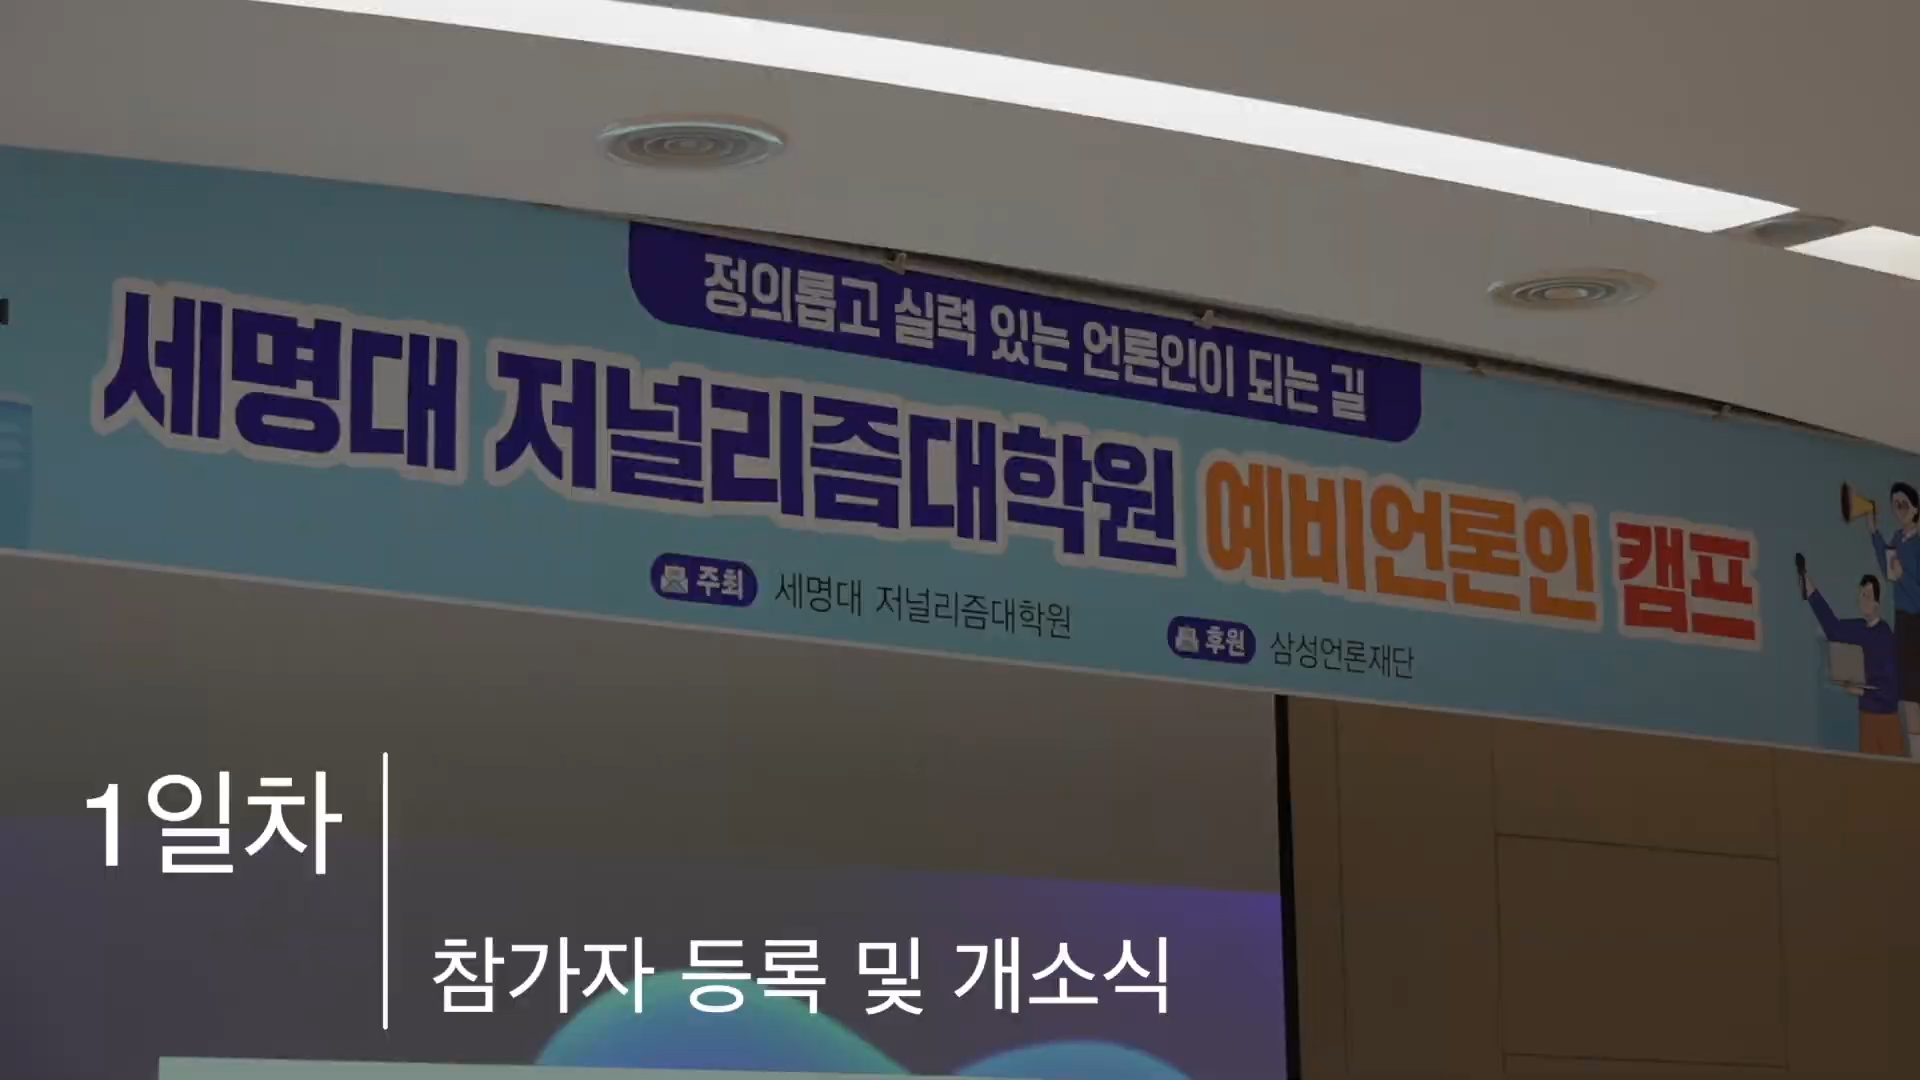 정의롭고 실력 있는 언론인이 되는 길
세명대 저널리즘대학원 예비언론인 캠프
주최 세명대 저널리즘대학원 후원 삼성언론재단
1일차
참가자 등록 및 개소식